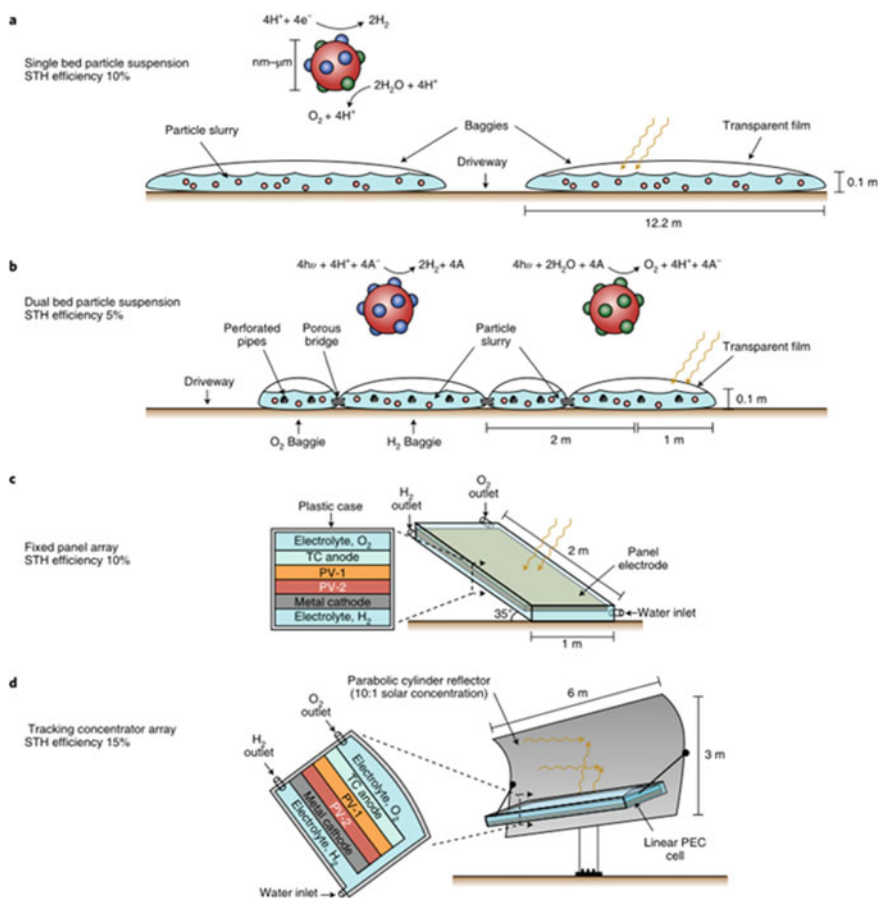 a
4H⁺ + 4e⁻ 2H₂
Single bed particle suspension
STH efficiency 10%
nm–μm
2H₂O + 4H⁺
O₂ + 4H⁺
Particle slurry
Baggies
Transparent film
Driveway
0.1 m
12.2 m
b
4hν + 4H⁺ + 4A⁻ 2H₂ + 4A
4hν + 2H₂O + 4A O₂ + 4H⁺ + 4A⁻
Dual bed particle suspension
STH efficiency 5%
Perforated
pipes
Porous
bridge
Particle
slurry
Transparent film
Driveway
0.1 m
O₂ Baggie
H₂ Baggie
2 m
1 m
c
Fixed panel array
STH efficiency 10%
Plastic case
Electrolyte, O₂
TC anode
PV-1
PV-2
Metal cathode
Electrolyte, H₂
H₂
outlet
O₂
outlet
2 m
Panel
electrode
35°
Water inlet
1 m
d
Tracking concentrator array
STH efficiency 15%
Parabolic cylinder reflector
(10:1 solar concentration)
6 m
3 m
O₂
outlet
H₂
outlet
Electrolyte, O₂
TC anode
PV-1
PV-2
Metal cathode
Electrolyte, H₂
Water inlet
Linear PEC
cell